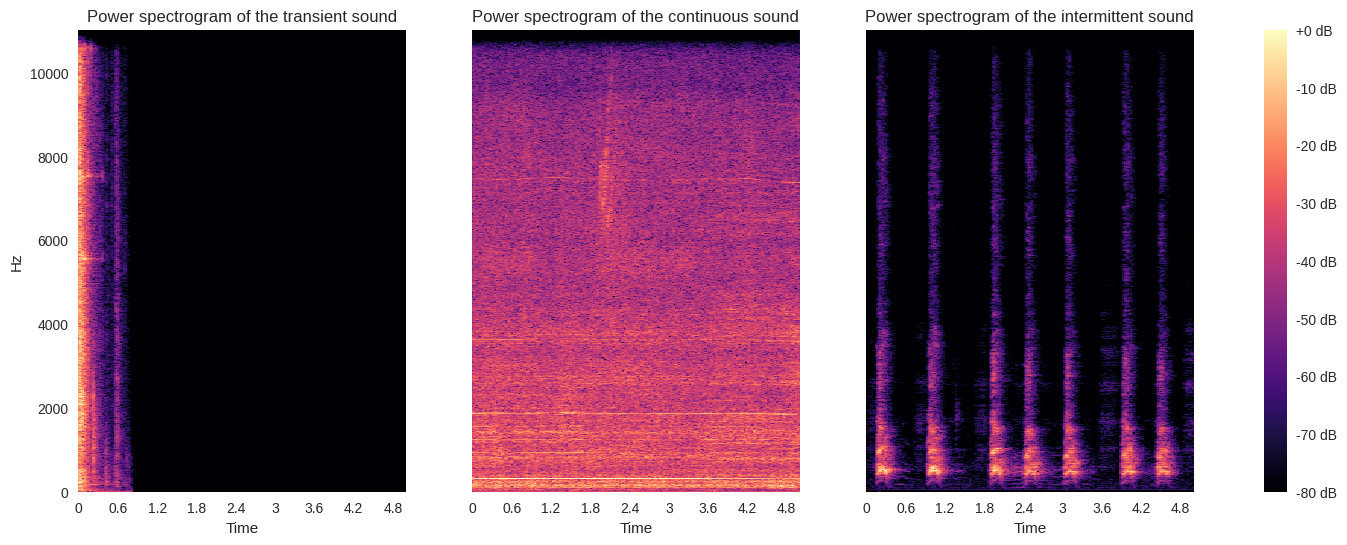 Power spectrogram of the transient sound
Power spectrogram of the continuous sound
Power spectrogram of the intermittent sound
+0 dB
-10 dB
-20 dB
-30 dB
-40 dB
-50 dB
-60 dB
-70 dB
-80 dB
Hz
10000
8000
6000
4000
2000
0
0 0.6 1.2 1.8 2.4 3 3.6 4.2 4.8
0 0.6 1.2 1.8 2.4 3 3.6 4.2 4.8
0 0.6 1.2 1.8 2.4 3 3.6 4.2 4.8
Time
Time
Time